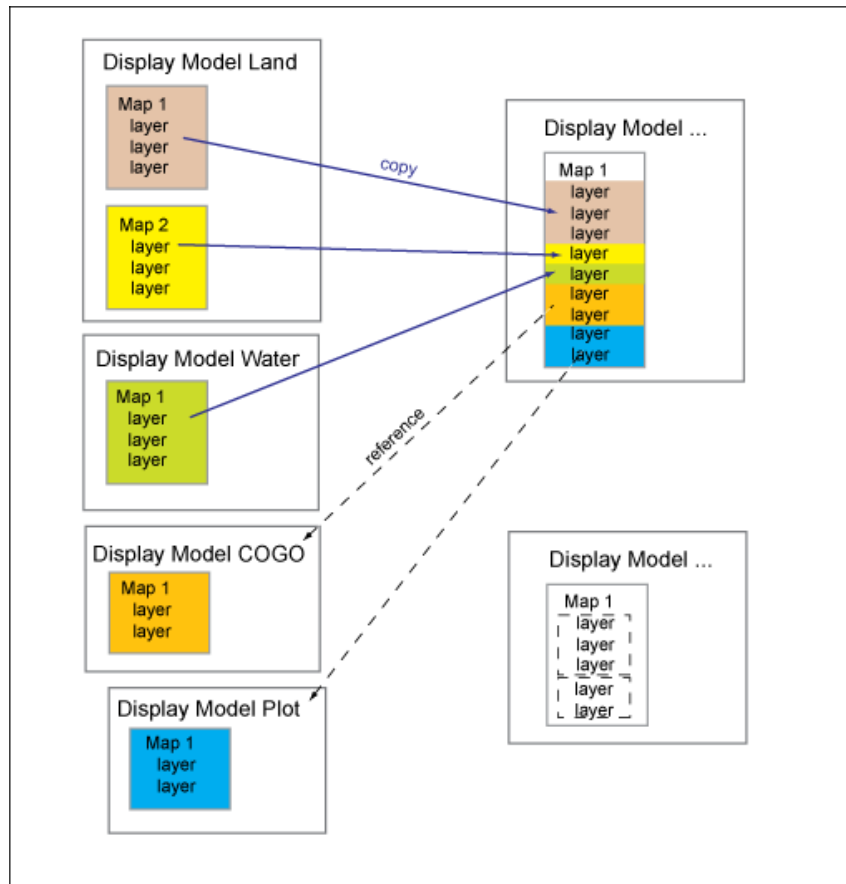 Display Model Land
Map 1
layer
layer
layer
Map 2
layer
layer
layer
Display Model Water
Map 1
layer
layer
layer
Display Model COGO
Map 1
layer
layer
Display Model Plot
Map 1
layer
layer
copy
reference
Display Model ...
Map 1
layer
layer
layer
layer
layer
layer
layer
layer
layer
Display Model ...
Map 1
layer
layer
layer
layer
layer